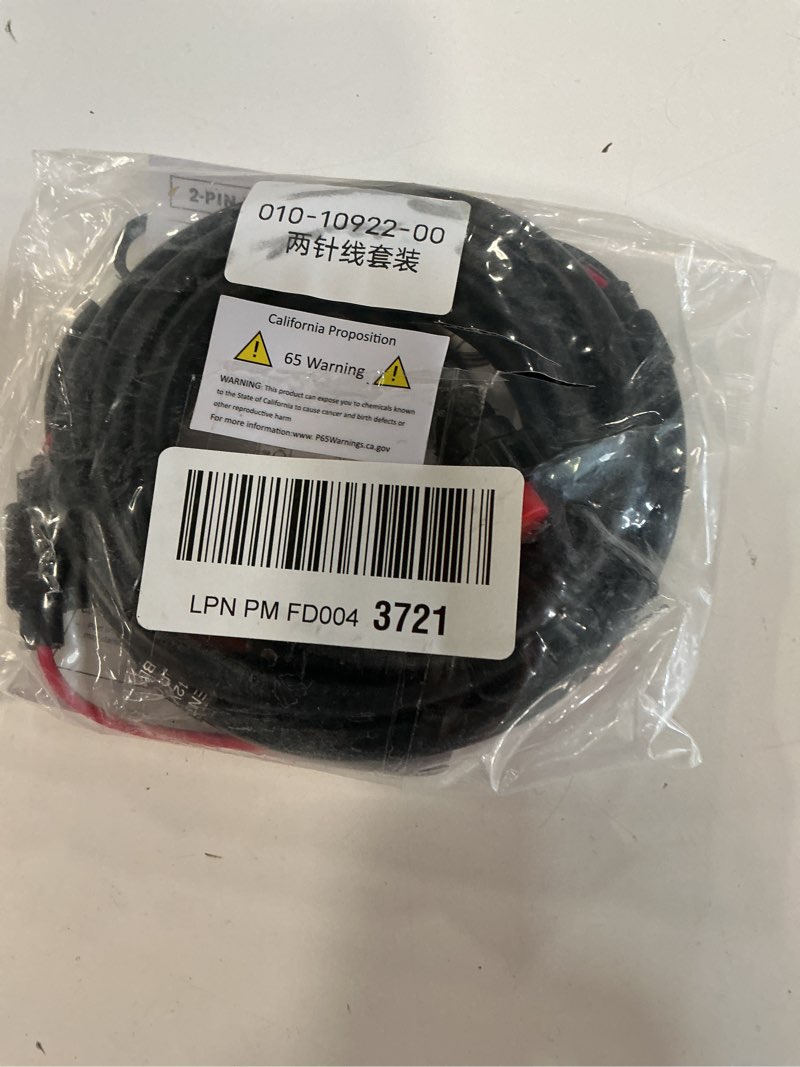 2-PIN
010-10922-00
两针线套装
California Proposition
65 Warning
WARNING: This product can expose you to chemicals known
to the State of California to cause cancer and birth defects or
other reproductive harm
For more information:www. P65Warnings.ca.gov
LPN PM FD004 3721